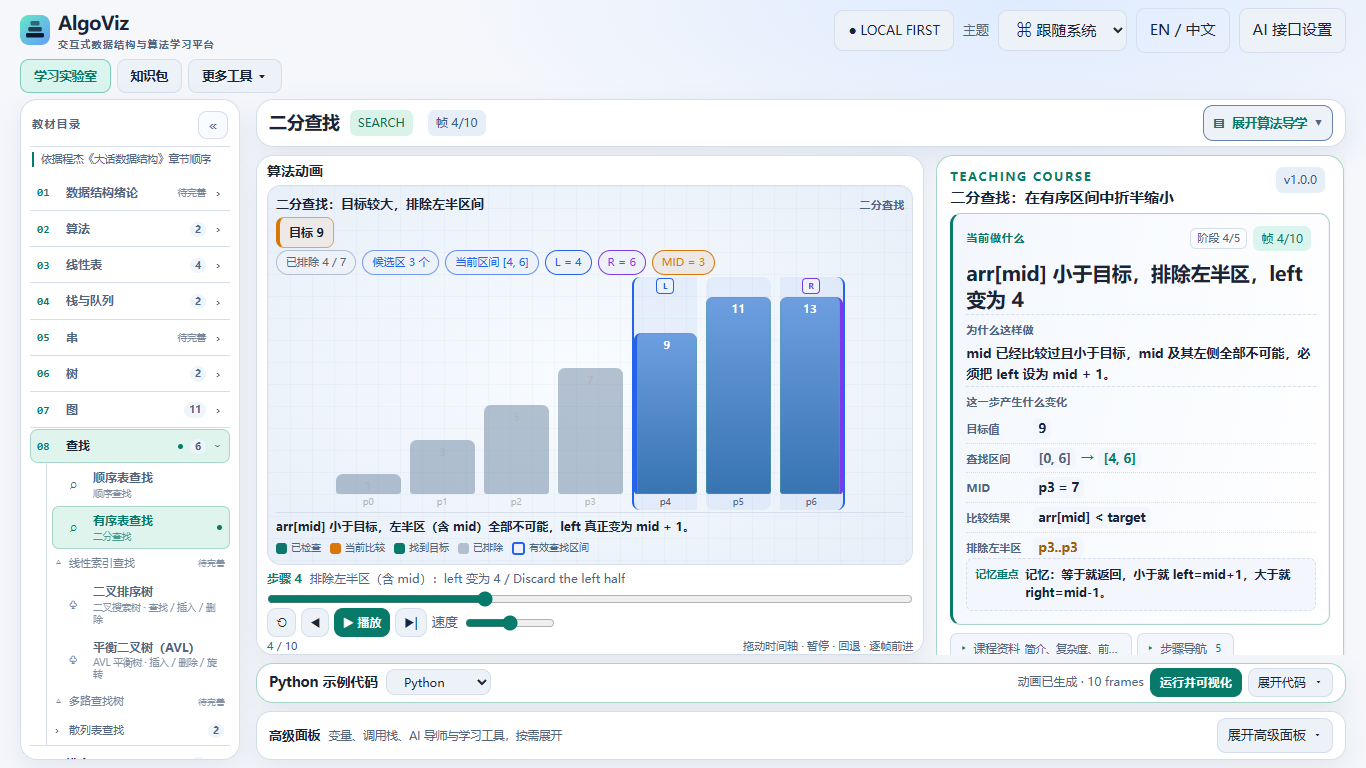 AlgoViz
交互式数据结构与算法学习平台
● LOCAL FIRST
主题
⌘ 跟随系统
EN / 中文
AI 接口设置
学习实验室
知识包
更多工具
教材目录
«
依据程杰《大话数据结构》章节顺序
01 数据结构绪论 待完善 ›
02 算法 2 ›
03 线性表 4 ›
04 栈与队列 2 ›
05 串 待完善 ›
06 树 2 ›
07 图 11 ›
08 查找 6
顺序表查找
顺序查找
有序表查找
二分查找
线性索引查找 待完善
二叉排序树
二叉搜索树 · 查找 / 插入 / 删
除
平衡二叉树（AVL）
AVL 平衡树 · 插入 / 删除 / 旋
转
多路查找树 待完善
散列表查找 2
二分查找
SEARCH
帧 4/10
展开算法导学
算法动画
二分查找：目标较大，排除左半区间
二分查找
目标 9
已排除 4 / 7
候选区 3 个
当前区间 [4, 6]
L = 4
R = 6
MID = 3
L
R
9
11
13
p0
p1
p2
p3
p4
p5
p6
arr[mid] 小于目标，左半区（含 mid）全部不可能，left 真正变为 mid + 1。
已检查
当前比较
找到目标
已排除
有效查找区间
步骤 4 排除左半区（含 mid）：left 变为 4 / Discard the left half
播放
速度
4 / 10
拖动时间轴 · 暂停 · 回退 · 逐帧前进
TEACHING COURSE
二分查找：在有序区间中折半缩小
v1.0.0
当前做什么
阶段 4/5
帧 4/10
arr[mid] 小于目标，排除左半区，left
变为 4
为什么这样做
mid 已经比较过且小于目标，mid 及其左侧全部不可能，必
须把 left 设为 mid + 1。
这一步产生什么变化
目标值 9
查找区间 [0, 6] → [4, 6]
MID p3 = 7
比较结果 arr[mid] < target
排除左半区 p3..p3
记忆重点 记忆：等于就返回，小于就 left=mid+1，大于就
right=mid-1。
课程资料 简介、复杂度、前…
步骤导航 5
Python 示例代码
Python
动画已生成 · 10 frames
运行并可视化
展开代码
高级面板 变量、调用栈、AI 导师与学习工具，按需展开
展开高级面板